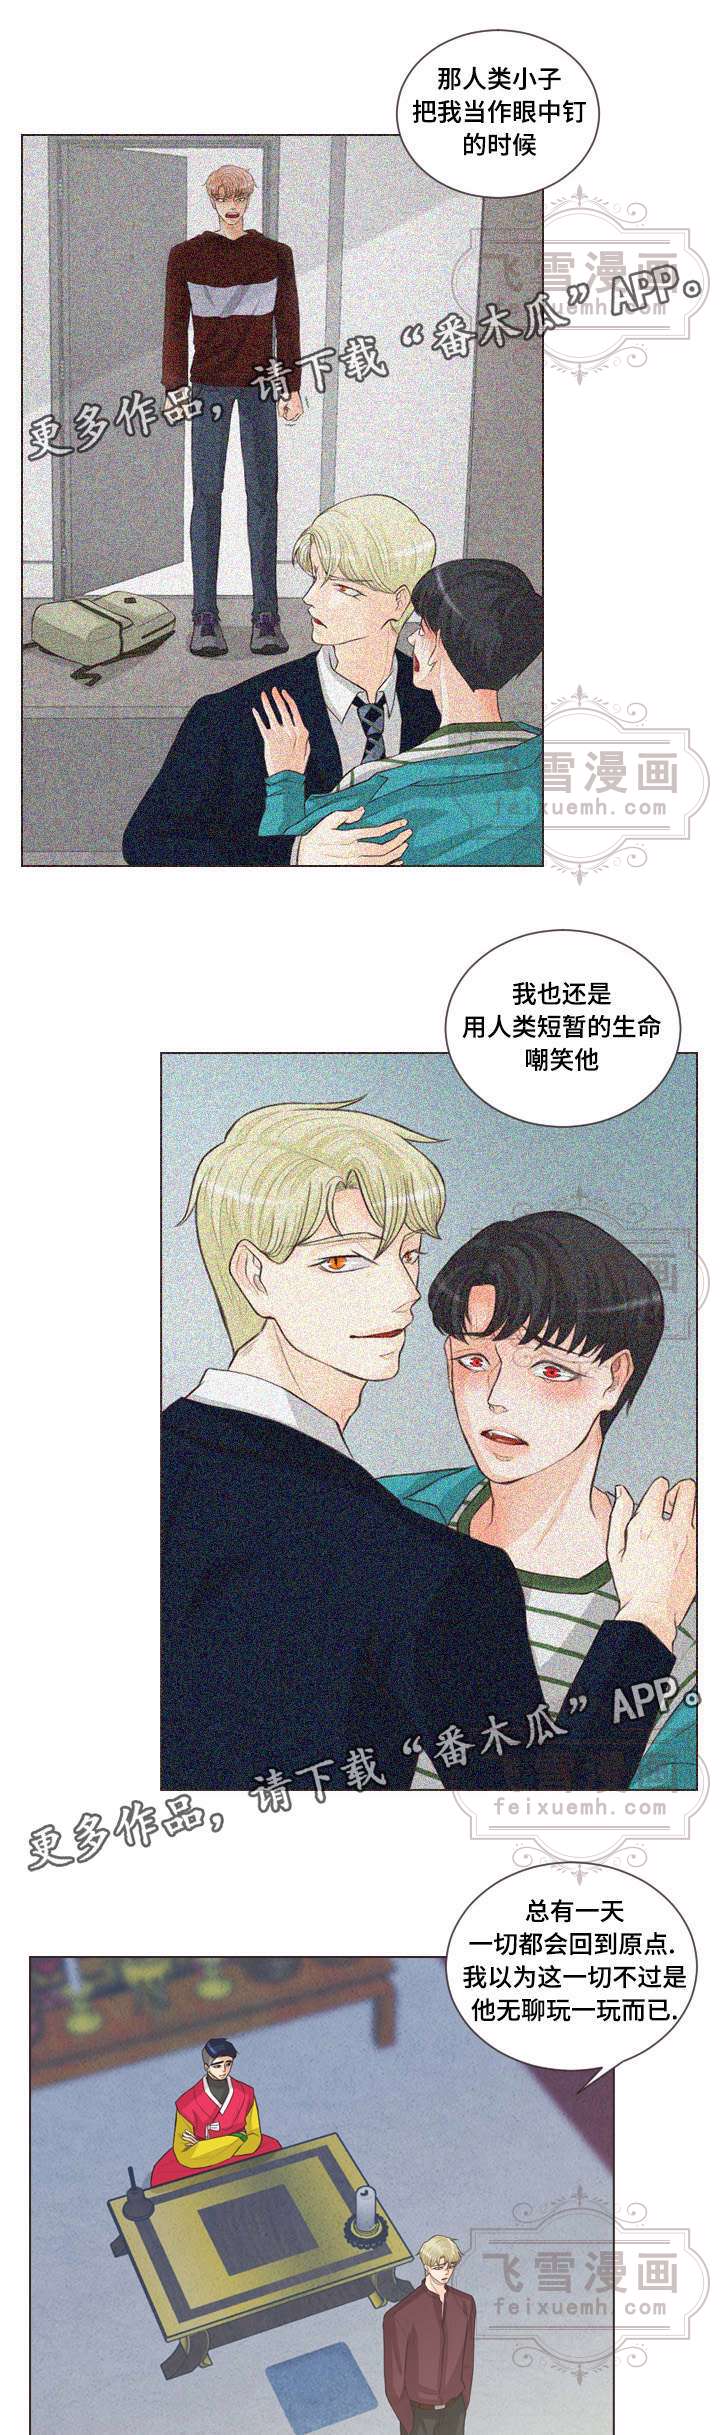 那人类小子
把我当作眼中钉
的时候
飞雪漫画
feixuemh.com
更多作品，请下载“番木瓜”APP。
飞雪漫画
feixuemh.com
我也还是
用人类短暂的生命
嘲笑他
画
更多作品，请下载“番木瓜”APP。
feixuemh.com
总有一天
一切都会回到原点.
我以为这一切不过是
他无聊玩一玩而已.
飞雪漫画
feixuemh.com